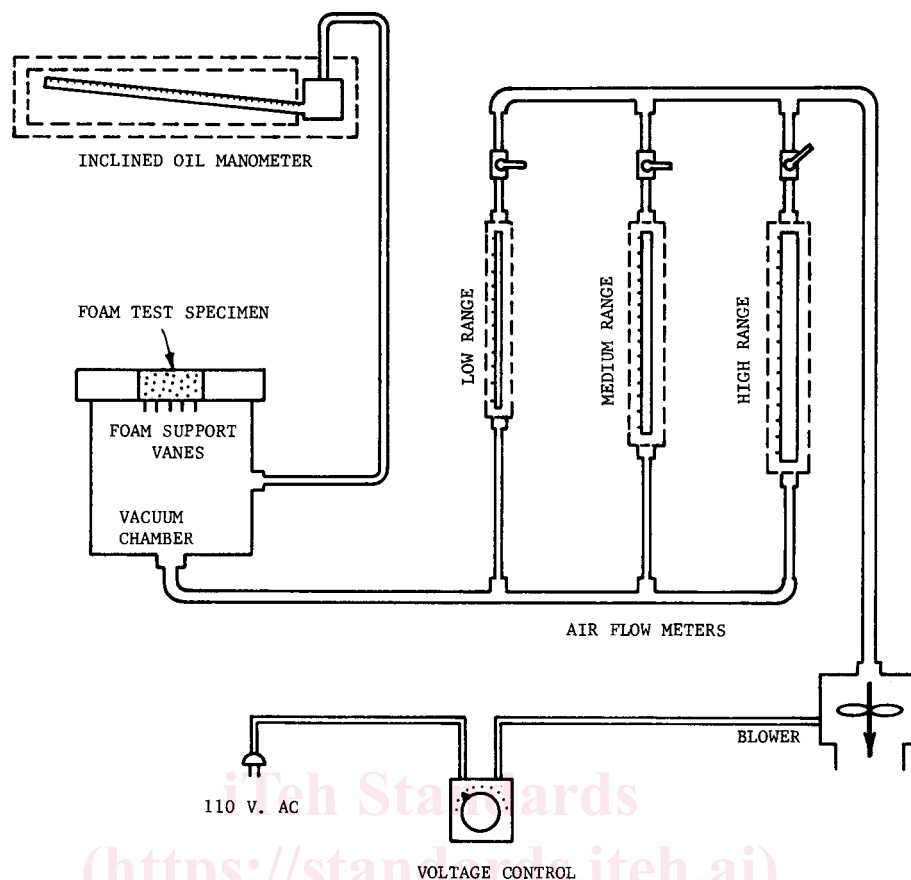 INCLINED OIL MANOMETER
FOAM TEST SPECIMEN
FOAM SUPPORT
VANES
VACUUM
CHAMBER
LOW RANGE
MEDIUM RANGE
HIGH RANGE
AIR FLOW METERS
BLOWER
110 V. AC
VOLTAGE CONTROL
iTeh Standards
(https://standards.iteh.ai)